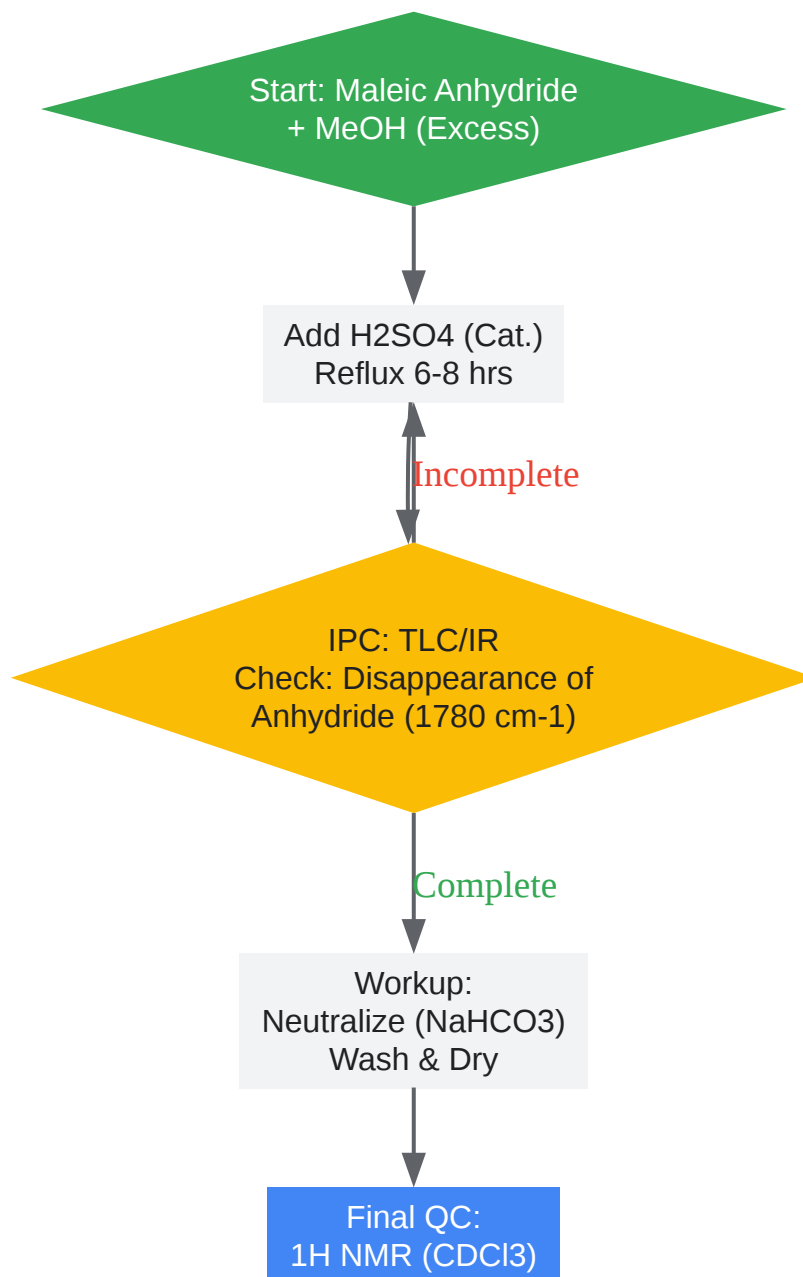 Start: Maleic Anhydride
+ MeOH (Excess)
Add H2SO4 (Cat.)
Reflux 6-8 hrs
Incomplete
IPC: TLC/IR
Check: Disappearance of
Anhydride (1780 cm-1)
Complete
Workup:
Neutralize (NaHCO3)
Wash & Dry
Final QC:
1H NMR (CDCl3)